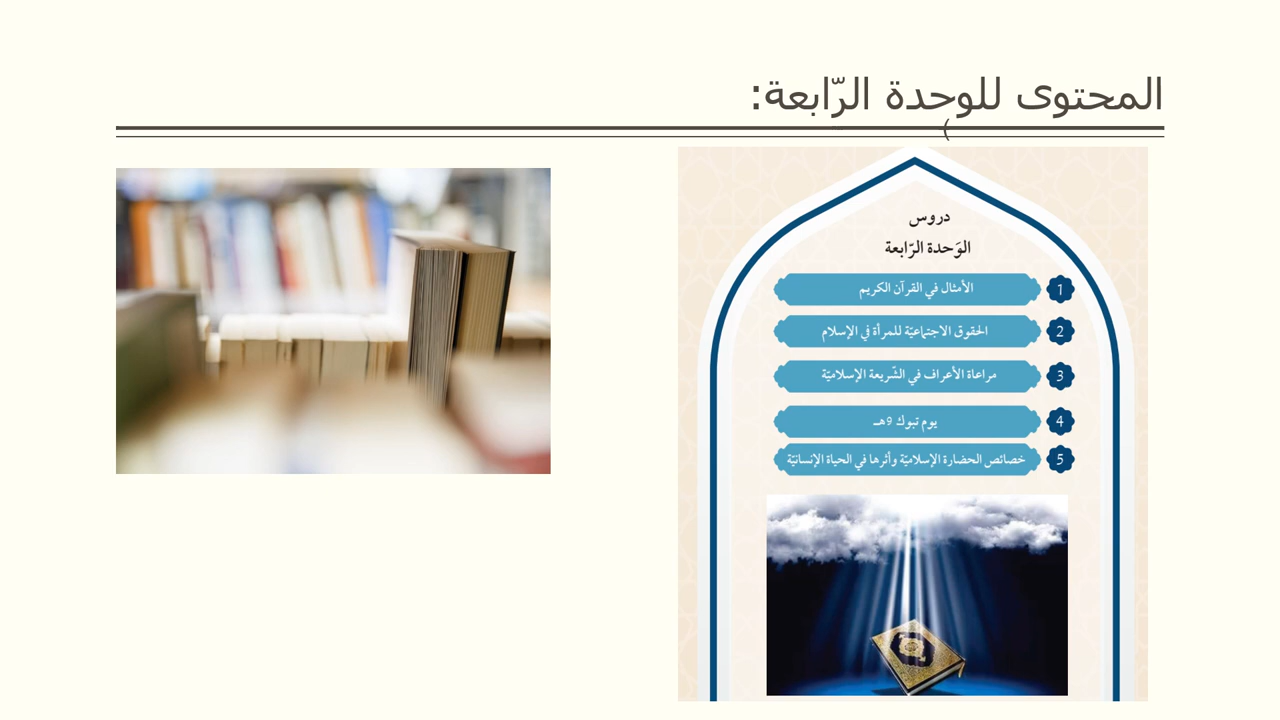 المحتوى للوحدة الرّابعة:
)
دروس
الوَحدة الرّابعة
1 الأمثال في القرآن الكريم
2 الحقوق الاجتماعيّة للمرأة في الإسلام
3 مراعاة الأعراف في الشّريعة الإسلاميّة
4 يوم تبوك 9هـ
5 خصائص الحضارة الإسلاميّة وأثرها في الحياة الإنسانيّة